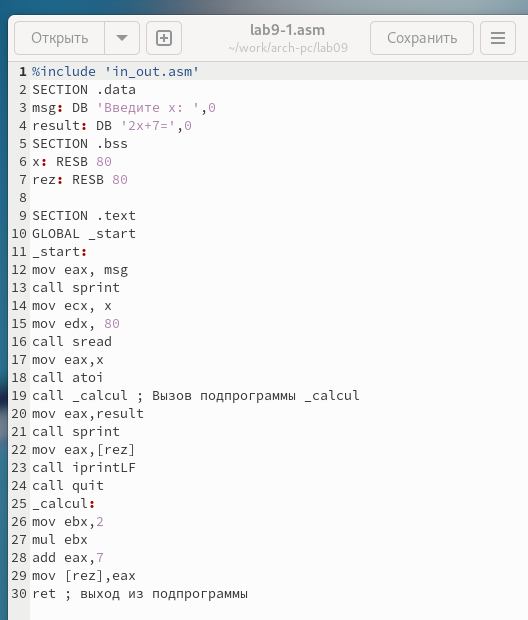 Открыть
lab9-1.asm
~/work/arch-pc/lab09
Сохранить
1 %include 'in_out.asm'
2 SECTION .data
3 msg: DB 'Введите x: ',0
4 result: DB '2x+7=',0
5 SECTION .bss
6 x: RESB 80
7 rez: RESB 80
8
9 SECTION .text
10 GLOBAL _start
11 _start:
12 mov eax, msg
13 call sprint
14 mov ecx, x
15 mov edx, 80
16 call sread
17 mov eax,x
18 call atoi
19 call _calcul ; Вызов подпрограммы _calcul
20 mov eax,result
21 call sprint
22 mov eax,[rez]
23 call iprintLF
24 call quit
25 _calcul:
26 mov ebx,2
27 mul ebx
28 add eax,7
29 mov [rez],eax
30 ret ; выход из подпрограммы